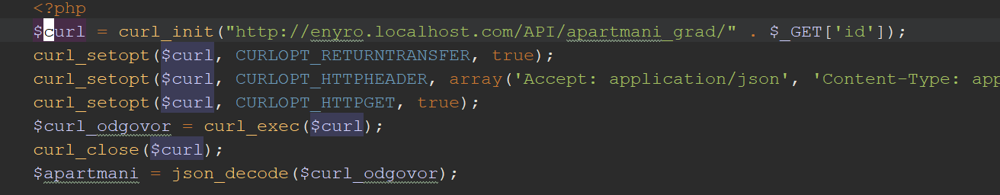 <?php
$curl = curl_init("http://enyro.localhost.com/API/apartmani_grad/" . $_GET['id']);
curl_setopt($curl, CURLOPT_RETURNTRANSFER, true);
curl_setopt($curl, CURLOPT_HTTPHEADER, array('Accept: application/json', 'Content-Type: app
curl_setopt($curl, CURLOPT_HTTPGET, true);
$curl_odgovor = curl_exec($curl);
curl_close($curl);
$apartmani = json_decode($curl_odgovor);